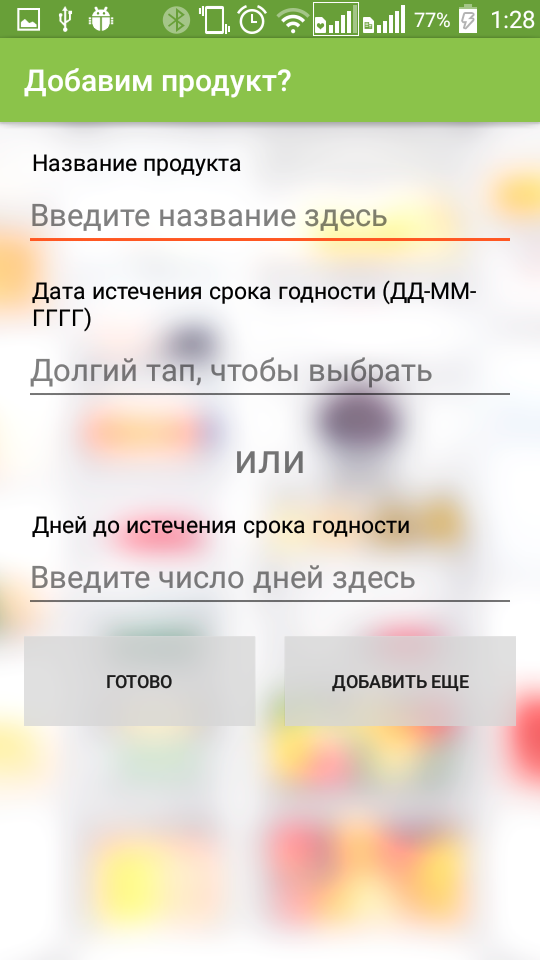 77% 1:28
Добавим продукт?
Название продукта
Введите название здесь
Дата истечения срока годности (ДД-ММ-
ГГГГ)
Долгий тап, чтобы выбрать
ИЛИ
Дней до истечения срока годности
Введите число дней здесь
ГОТОВО ДОБАВИТЬ ЕЩЕ